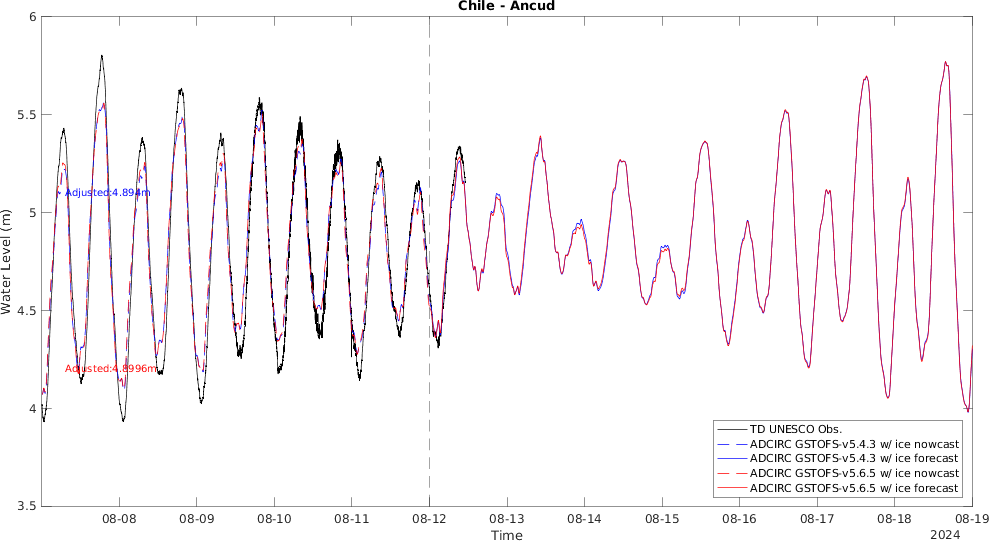 Chile - Ancud
6
5.5
5
4.5
4
3.5
Water Level (m)
Adjusted:4.894m
Adjusted:4.8996m
TD UNESCO Obs.
ADCIRC GSTOFS-v5.4.3 w/ ice nowcast
ADCIRC GSTOFS-v5.4.3 w/ ice forecast
ADCIRC GSTOFS-v5.6.5 w/ ice nowcast
ADCIRC GSTOFS-v5.6.5 w/ ice forecast
08-08 08-09 08-10 08-11 08-12 08-13 08-14 08-15 08-16 08-17 08-18 08-19
Time
2024